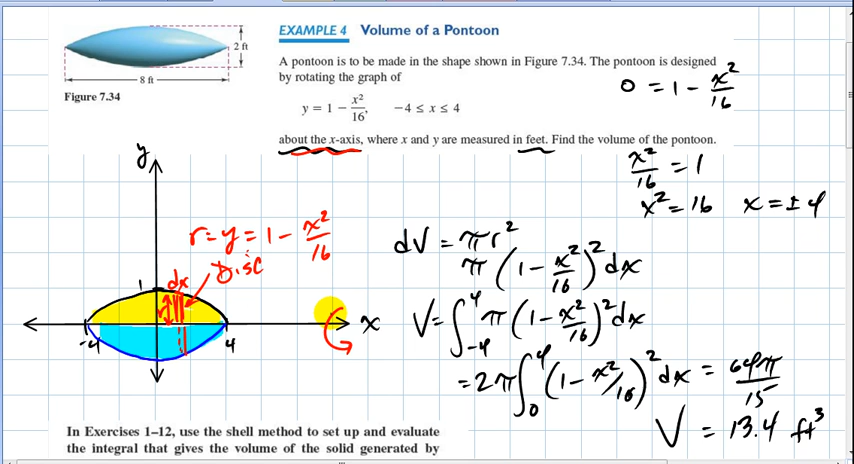 EXAMPLE 4 Volume of a Pontoon
2 ft
8 ft
Figure 7.34
A pontoon is to be made in the shape shown in Figure 7.34. The pontoon is designed
by rotating the graph of
y = 1 − x²/16, −4 ≤ x ≤ 4
about the x-axis, where x and y are measured in feet. Find the volume of the pontoon.
0 = 1 − x²/16
x²/16 = 1
x² = 16 x = ±4
y
r = y = 1 − x²/16
Disc
dx
1
r
-4
4
x
dV = πr²
π(1 − x²/16)² dx
V = ∫₋₄⁴ π(1 − x²/16)² dx
= 2π∫₀⁴ (1 − x²/16)² dx = 64π/15
V = 13.4 ft³
In Exercises 1–12, use the shell method to set up and evaluate
the integral that gives the volume of the solid generated by